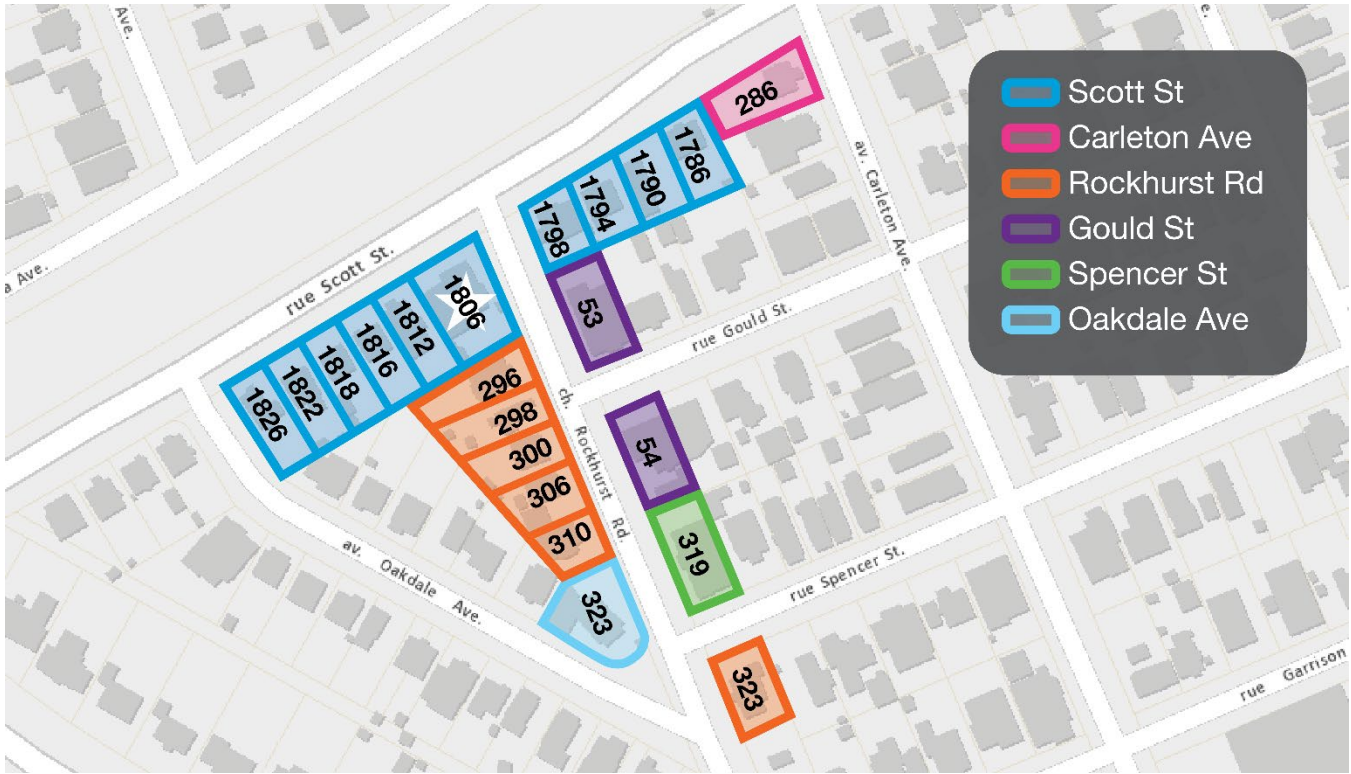 Ave.
e.
a Ave.
rue Scott St.
av. Carleton Ave.
rue Gould St.
ch. Rockhurst Rd.
av. Oakdale Ave.
rue Spencer St.
rue Garrison
286
1786
1790
1794
1798
1806
1812
1816
1818
1822
1826
53
296
298
300
306
310
54
319
323
323
Scott St
Carleton Ave
Rockhurst Rd
Gould St
Spencer St
Oakdale Ave